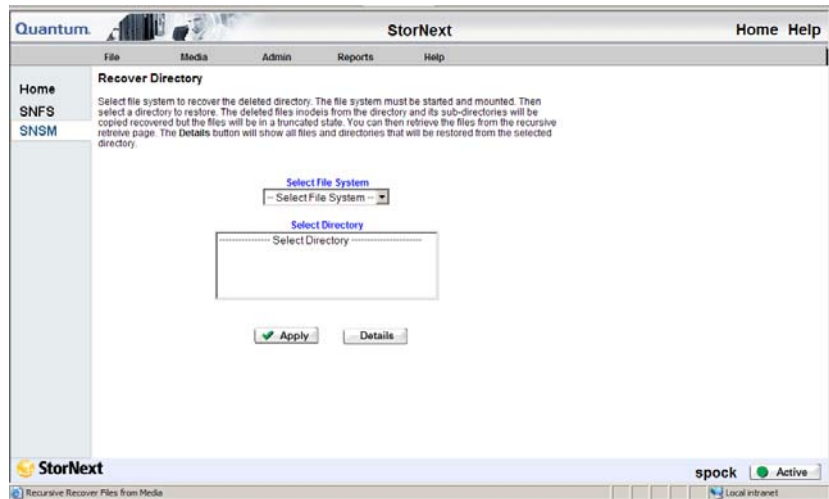 Quantum. StorNext Home Help
File Media Admin Reports Help
Home
SNFS
SNSM
Recover Directory
Select file system to recover the deleted directory. The file system must be started and mounted. Then
select a directory to restore. The deleted files inodels from the directory and its sub-directories will be
copied recovered but the files will be in a truncated state. You can then retrieve the files from the recursive
retreive page. The Details button will show all files and directories that will be restored from the selected
directory.
Select File System
-- Select File System --
Select Directory
---------------- Select Directory ----------------------
Apply Details
StorNext
spock Active
Recursive Recover Files from Media Local intranet